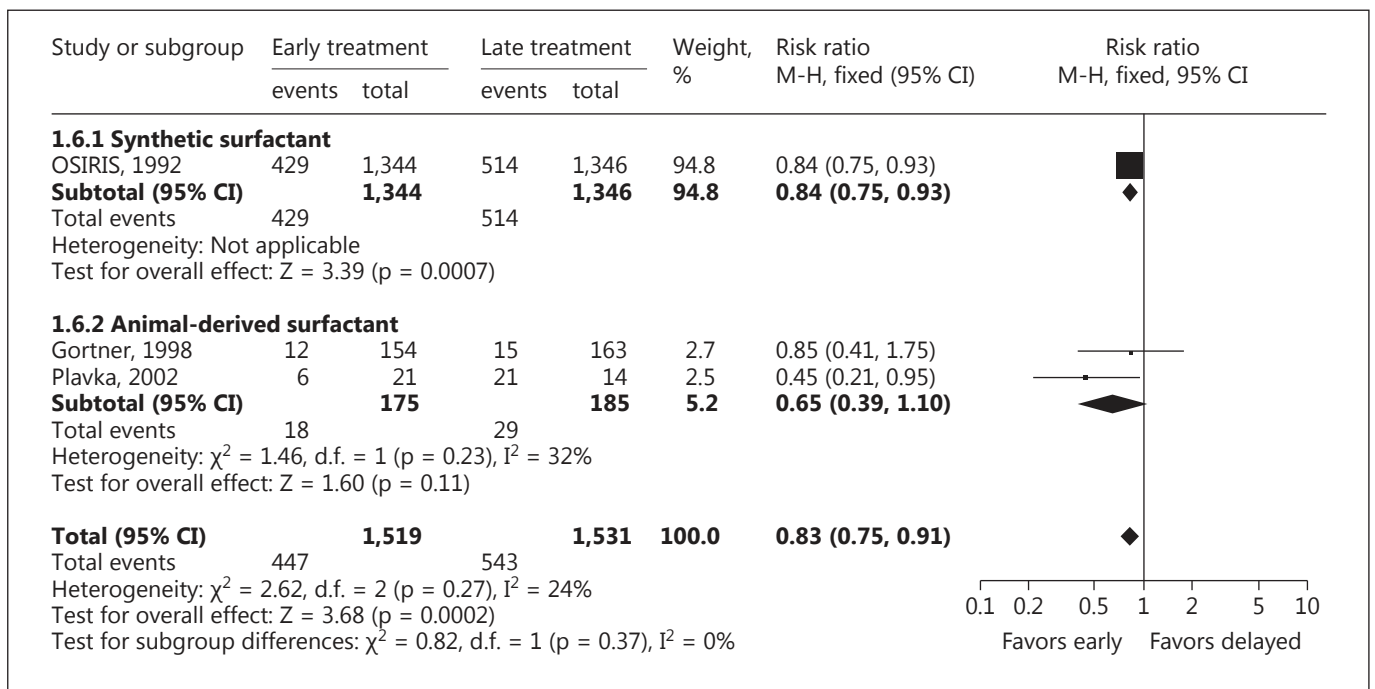 Study or subgroup Early treatment Late treatment Weight, % Risk ratio M-H, fixed (95% CI) Risk ratio M-H, fixed, 95% CI
events total events total
1.6.1 Synthetic surfactant
OSIRIS, 1992 429 1,344 514 1,346 94.8 0.84 (0.75, 0.93)
Subtotal (95% CI) 1,344 1,346 94.8 0.84 (0.75, 0.93)
Total events 429 514
Heterogeneity: Not applicable
Test for overall effect: Z = 3.39 (p = 0.0007)
1.6.2 Animal-derived surfactant
Gortner, 1998 12 154 15 163 2.7 0.85 (0.41, 1.75)
Plavka, 2002 6 21 21 14 2.5 0.45 (0.21, 0.95)
Subtotal (95% CI) 175 185 5.2 0.65 (0.39, 1.10)
Total events 18 29
Heterogeneity: χ² = 1.46, d.f. = 1 (p = 0.23), I² = 32%
Test for overall effect: Z = 1.60 (p = 0.11)
Total (95% CI) 1,519 1,531 100.0 0.83 (0.75, 0.91)
Total events 447 543
Heterogeneity: χ² = 2.62, d.f. = 2 (p = 0.27), I² = 24%
Test for overall effect: Z = 3.68 (p = 0.0002)
Test for subgroup differences: χ² = 0.82, d.f. = 1 (p = 0.37), I² = 0%
0.1 0.2 0.5 1 2 5 10
Favors early Favors delayed